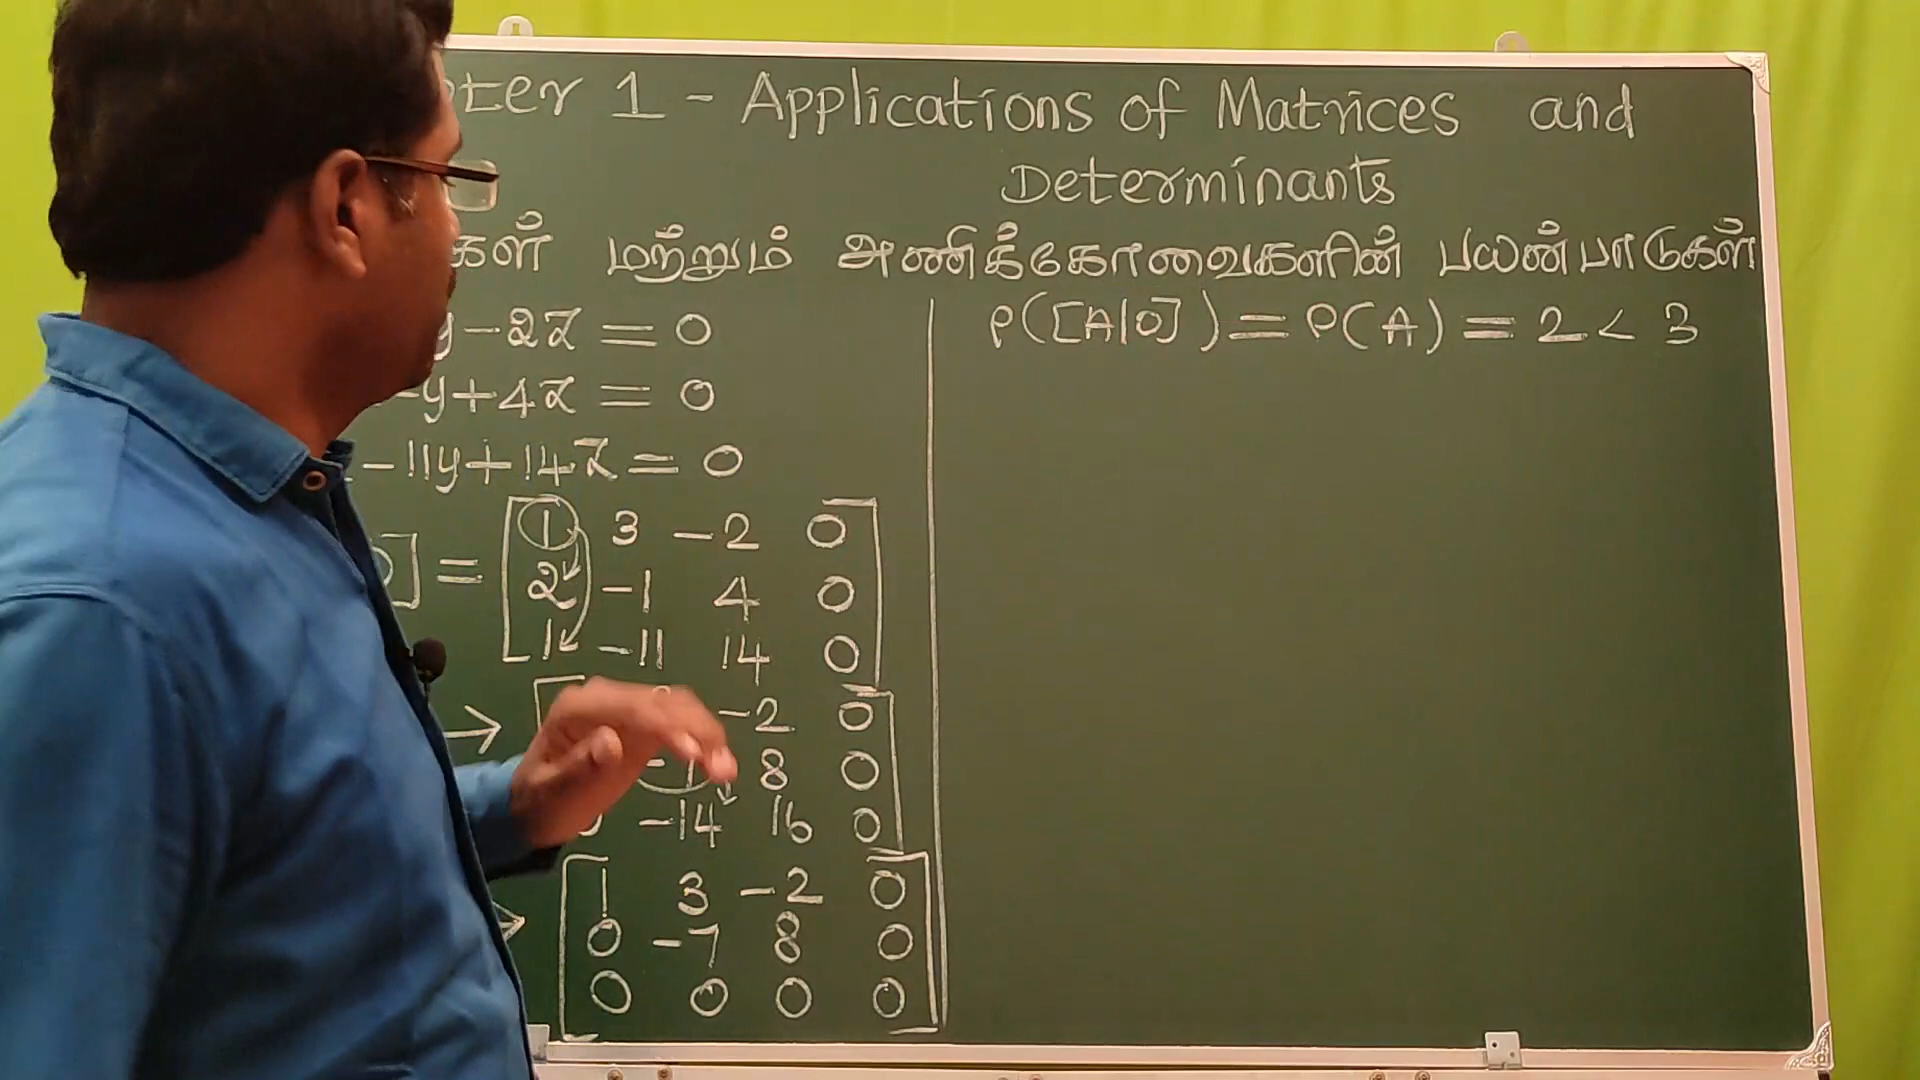 1 - Applications of Matrices and
Determinants
மற்றும் அணிக்கோவைகளின் பயன்பாடுகள்
y-2z=0
-y+4z=0
-11y+14z=0
] = [ 1 3 -2 0
2 -1 4 0
1 -11 14 0 ]
→ [ -2 0
8 0
-14 16 0 ]
→ [ 1 3 -2 0
0 -7 8 0
0 0 0 0 ]
ρ([A|0]) = ρ(A) = 2 < 3